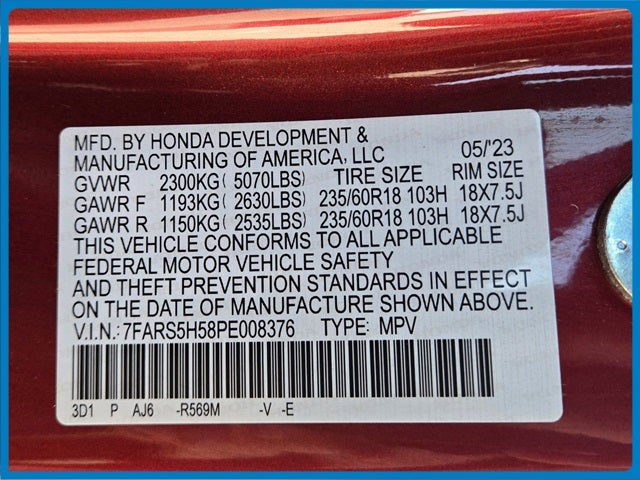 MFD. BY HONDA DEVELOPMENT &
MANUFACTURING OF AMERICA, LLC 05/'23
GVWR 2300KG (5070LBS) TIRE SIZE RIM SIZE
GAWR F 1193KG (2630LBS) 235/60R18 103H 18X7.5J
GAWR R 1150KG (2535LBS) 235/60R18 103H 18X7.5J
THIS VEHICLE CONFORMS TO ALL APPLICABLE
FEDERAL MOTOR VEHICLE SAFETY
AND THEFT PREVENTION STANDARDS IN EFFECT
ON THE DATE OF MANUFACTURE SHOWN ABOVE.
V.I.N.:7FARS5H58PE008376 TYPE: MPV
3D1 P AJ6 -R569M -V -E